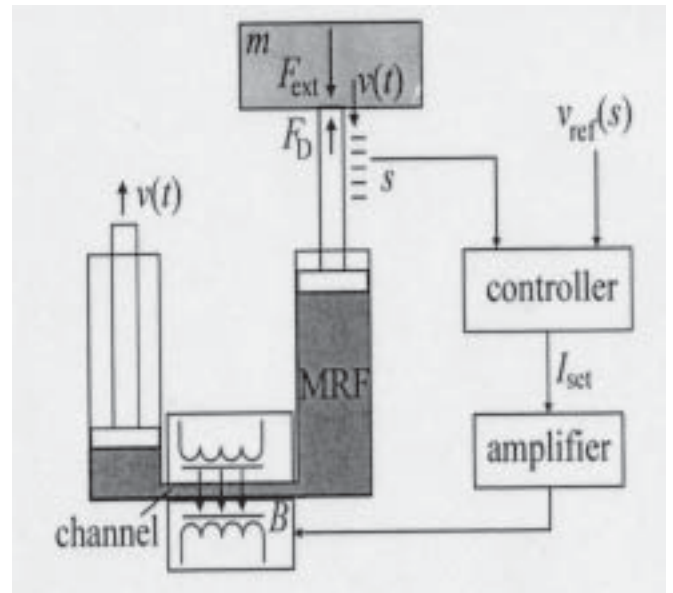 m
F_ext
v(t)
F_D
v_ref(s)
s
v(t)
controller
MRF
I_set
amplifier
channel
B